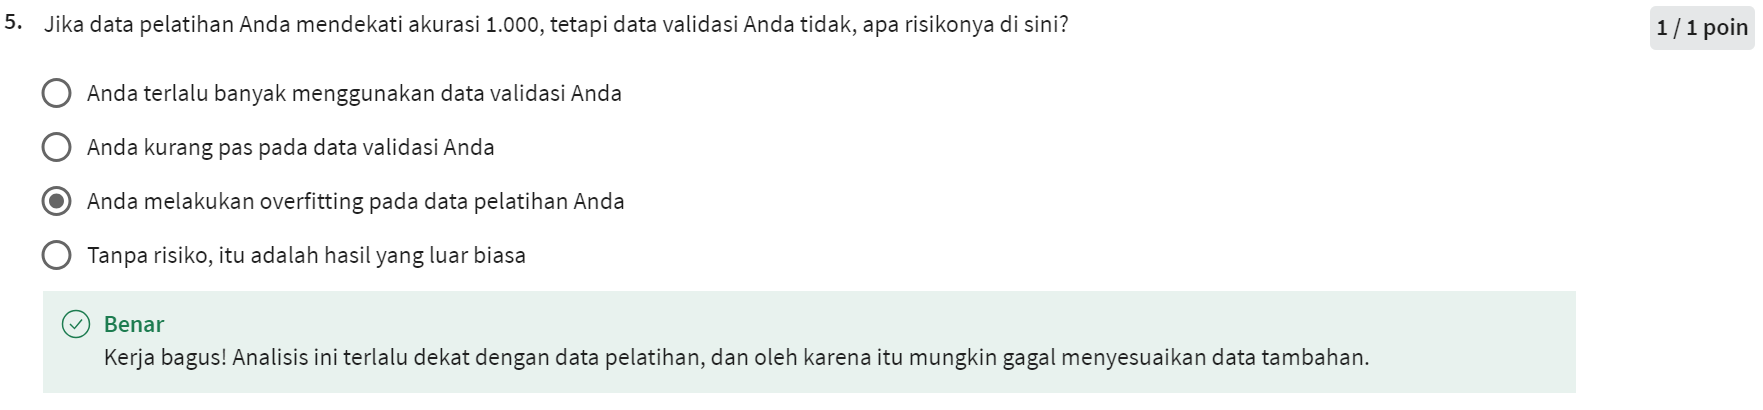 5. Jika data pelatihan Anda mendekati akurasi 1.000, tetapi data validasi Anda tidak, apa risikonya di sini?
1 / 1 poin
Anda terlalu banyak menggunakan data validasi Anda
Anda kurang pas pada data validasi Anda
Anda melakukan overfitting pada data pelatihan Anda
Tanpa risiko, itu adalah hasil yang luar biasa
Benar
Kerja bagus! Analisis ini terlalu dekat dengan data pelatihan, dan oleh karena itu mungkin gagal menyesuaikan data tambahan.